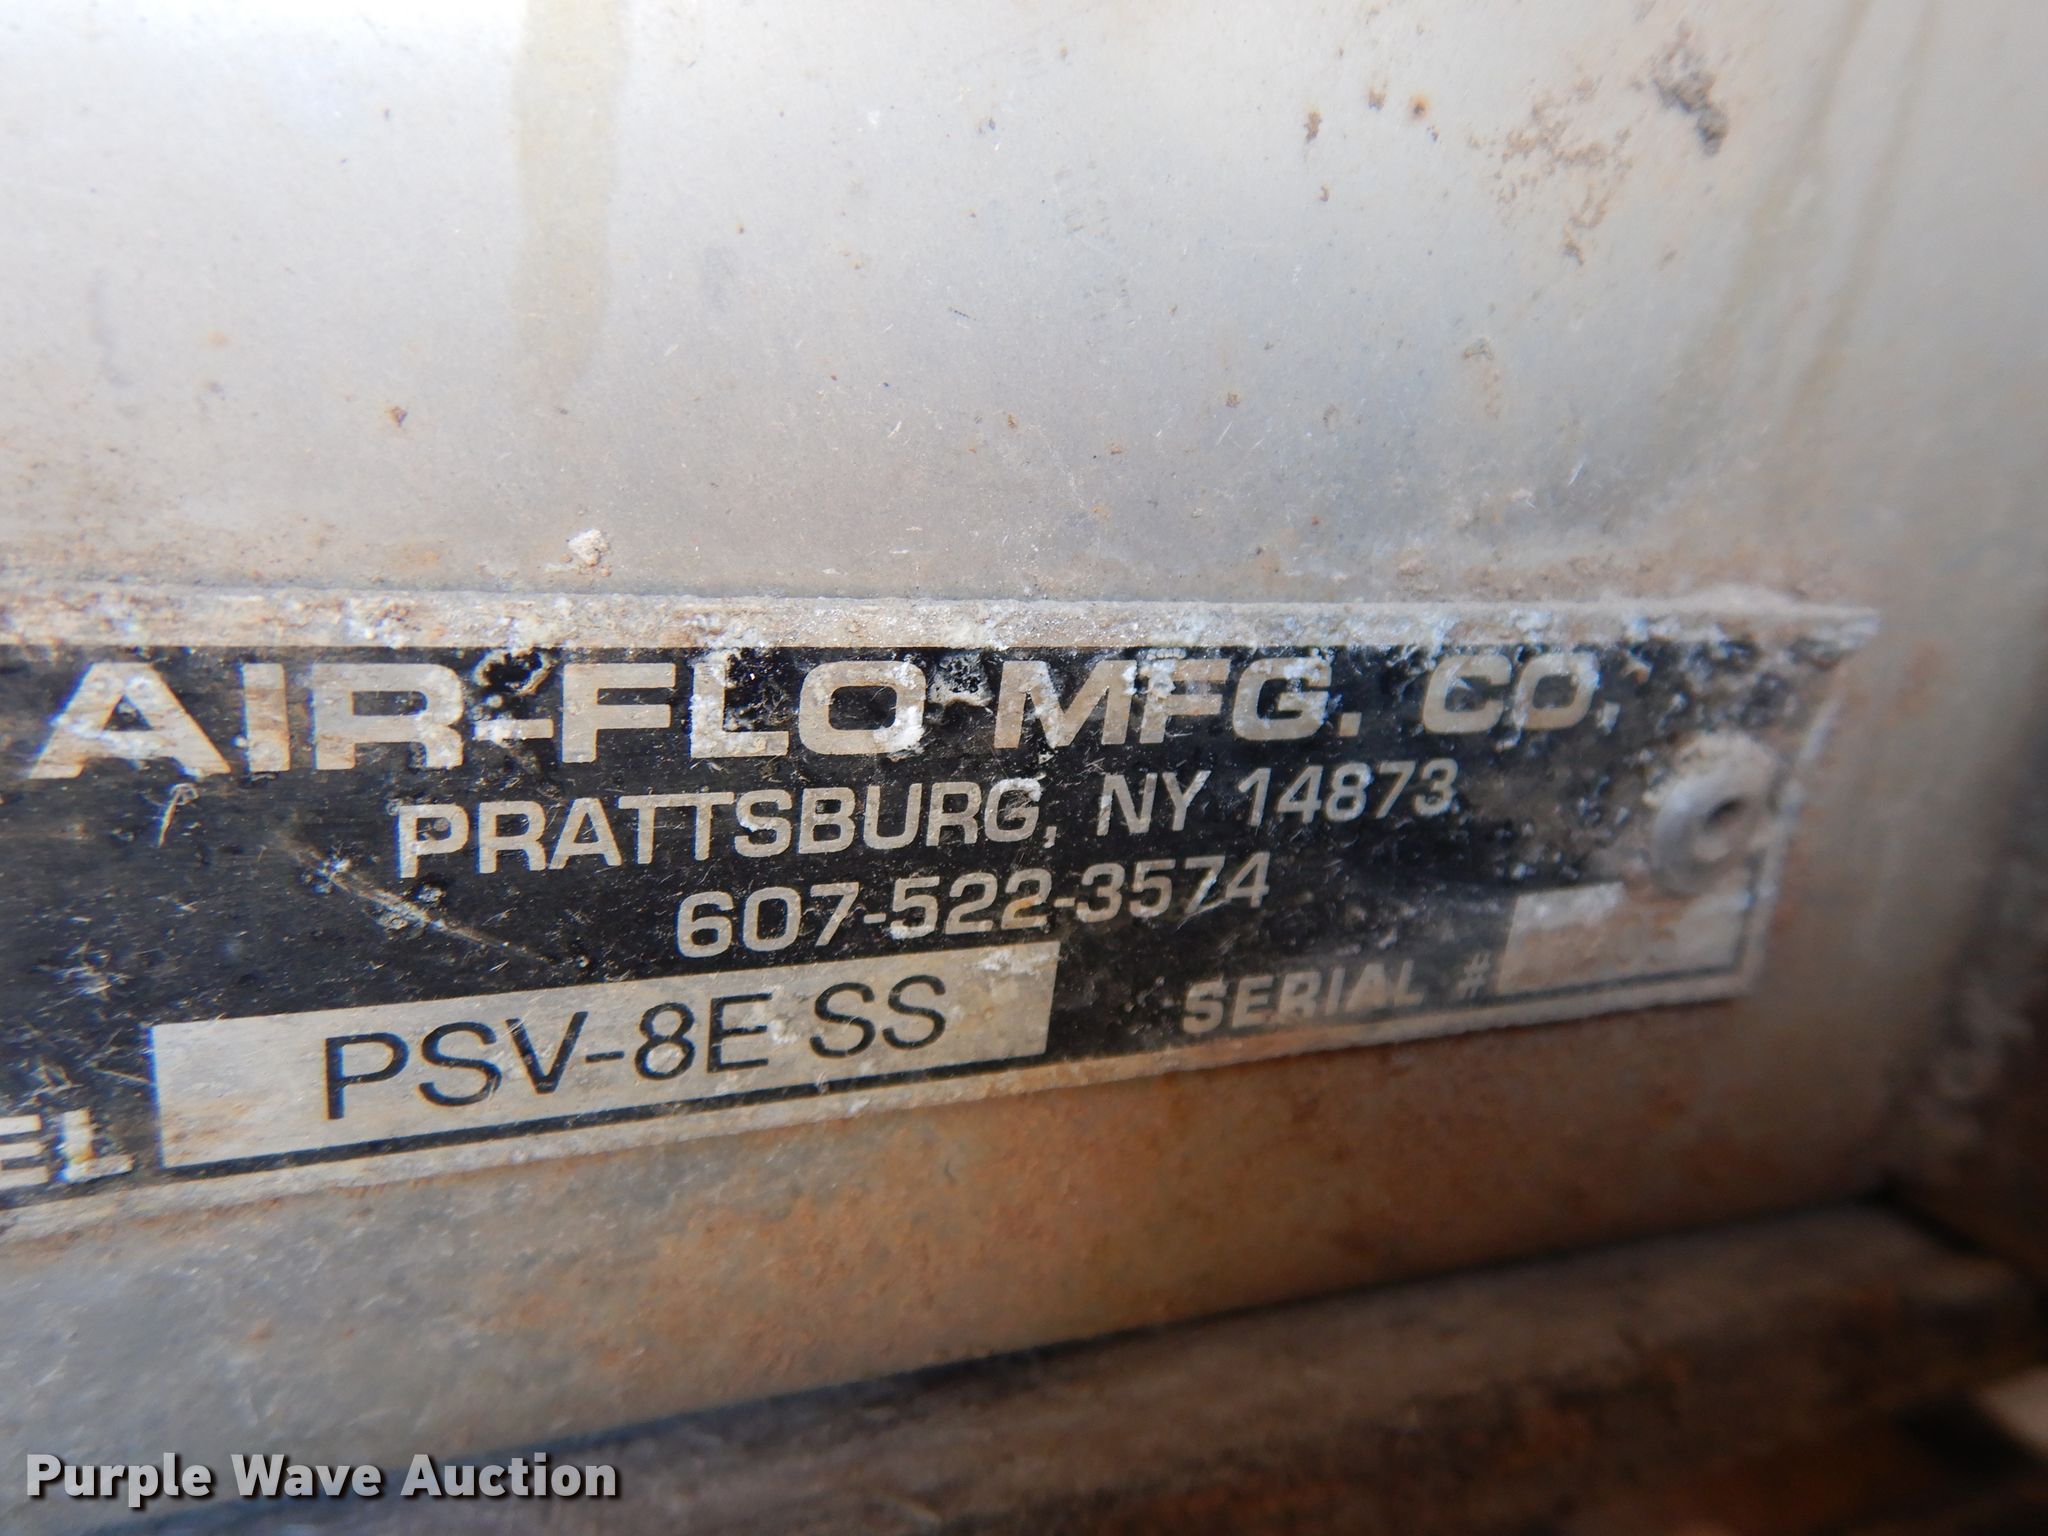 AIR-FLO MFG. CO.
PRATTSBURG, NY 14873
607-522-3574
EL PSV-8E SS SERIAL #
Purple Wave Auction